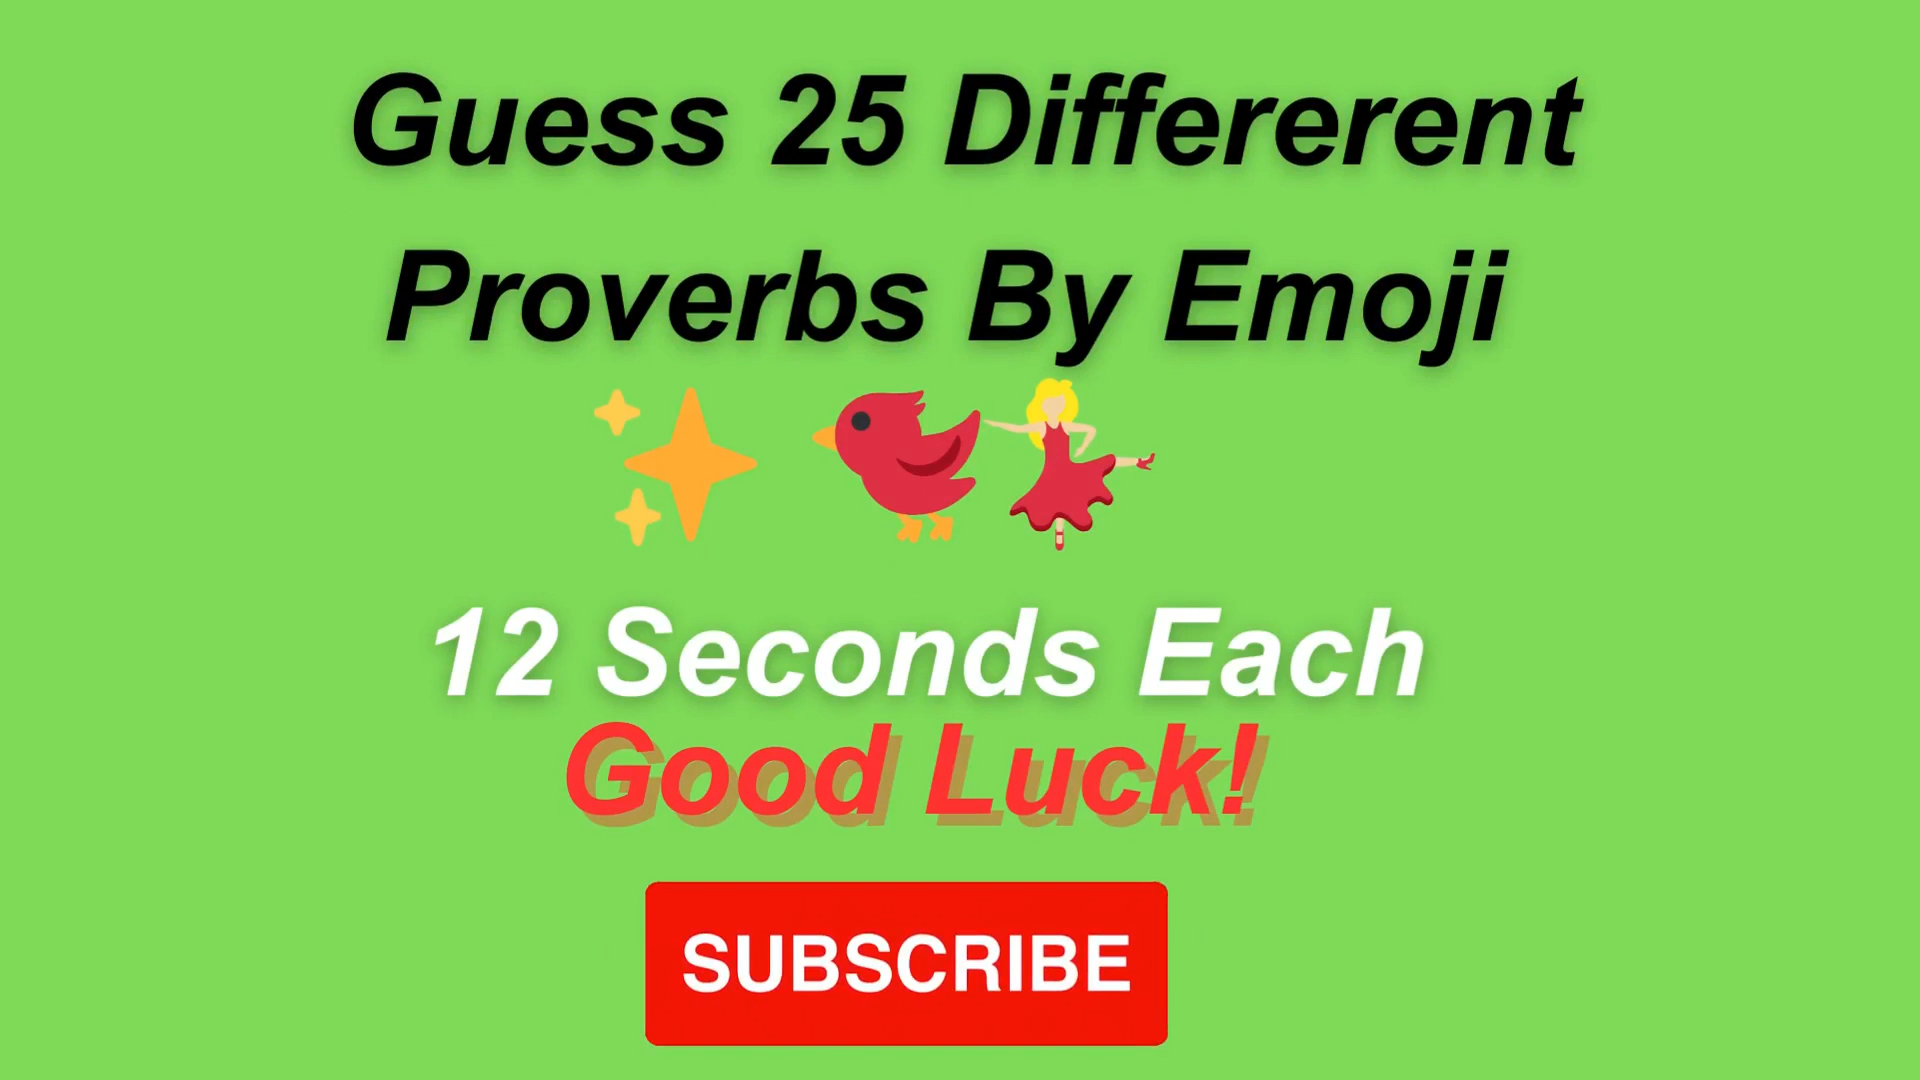 Guess 25 Differerent
Proverbs By Emoji
12 Seconds Each
Good Luck!
SUBSCRIBE